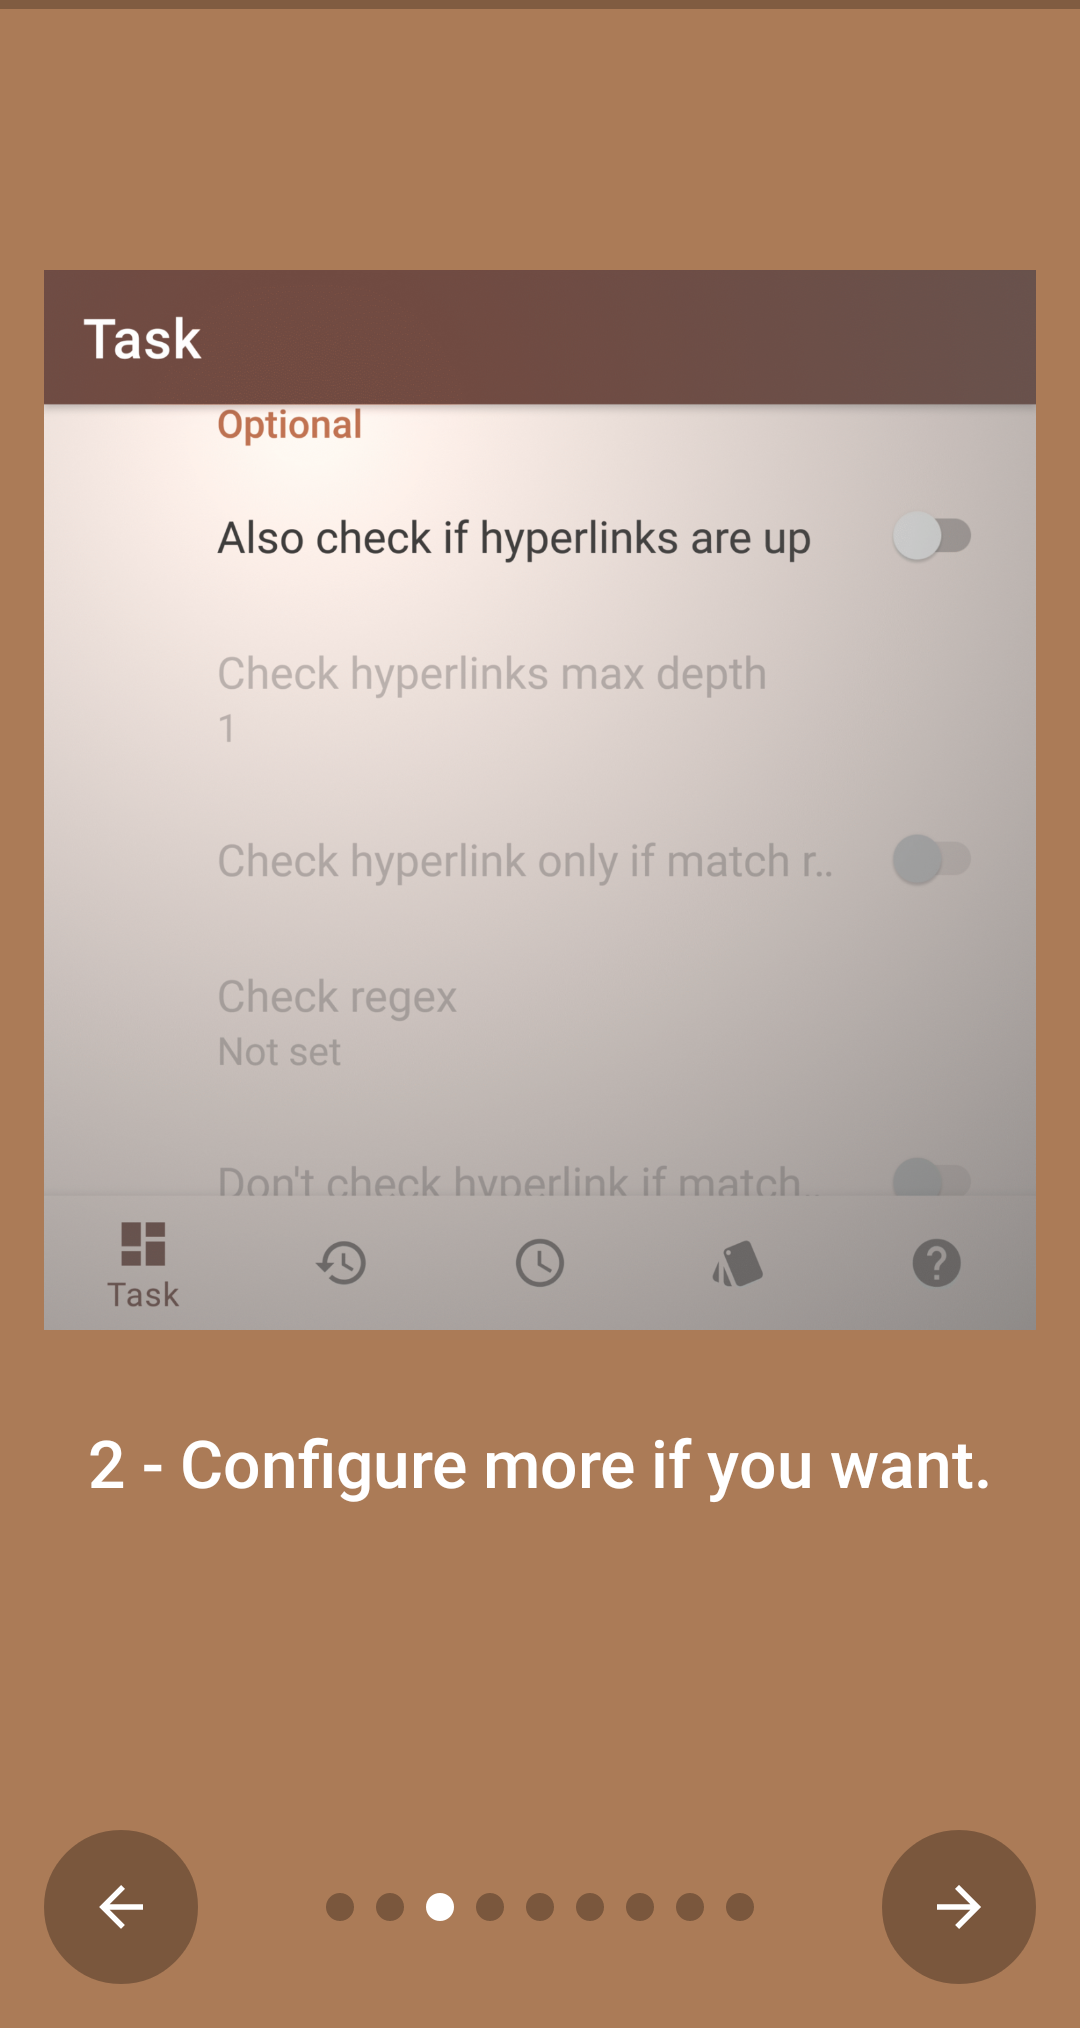 Task
Optional
Also check if hyperlinks are up
Check hyperlinks max depth
1
Check hyperlink only if match r..
Check regex
Not set
Don't check hyperlink if match..
Task
2 - Configure more if you want.